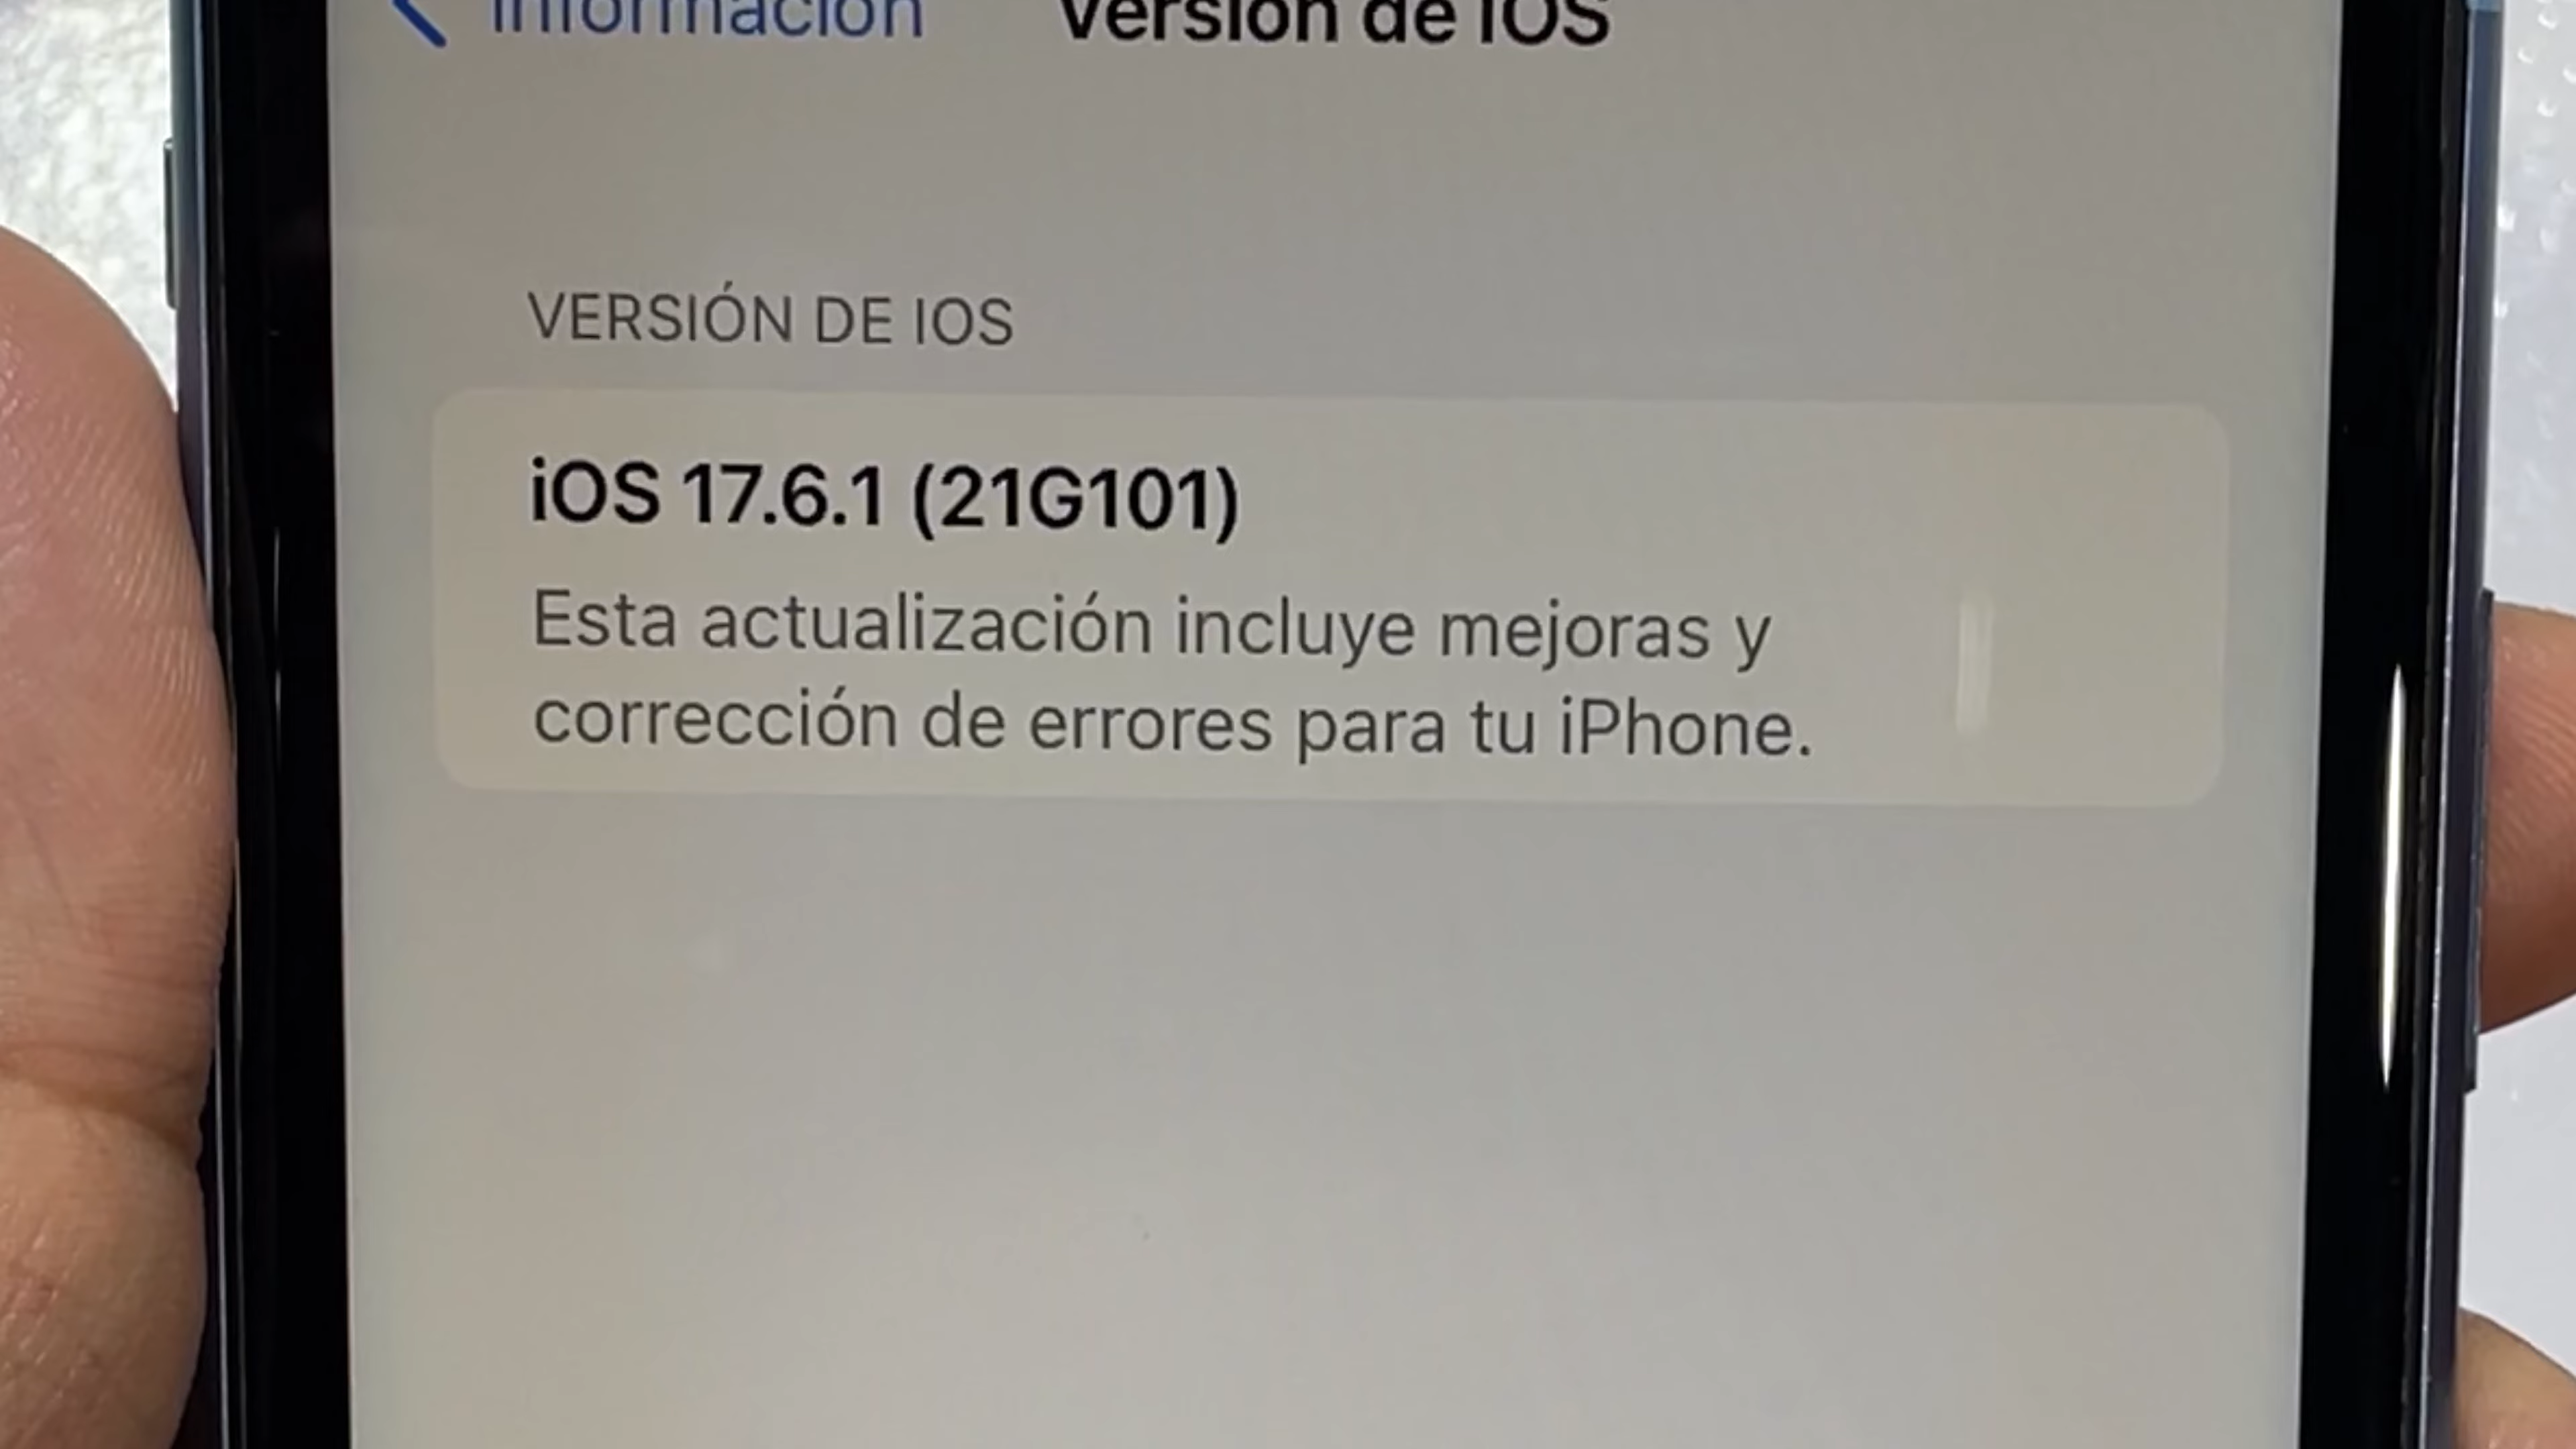 Información Versión de iOS
VERSIÓN DE IOS
iOS 17.6.1 (21G101)
Esta actualización incluye mejoras y
corrección de errores para tu iPhone.